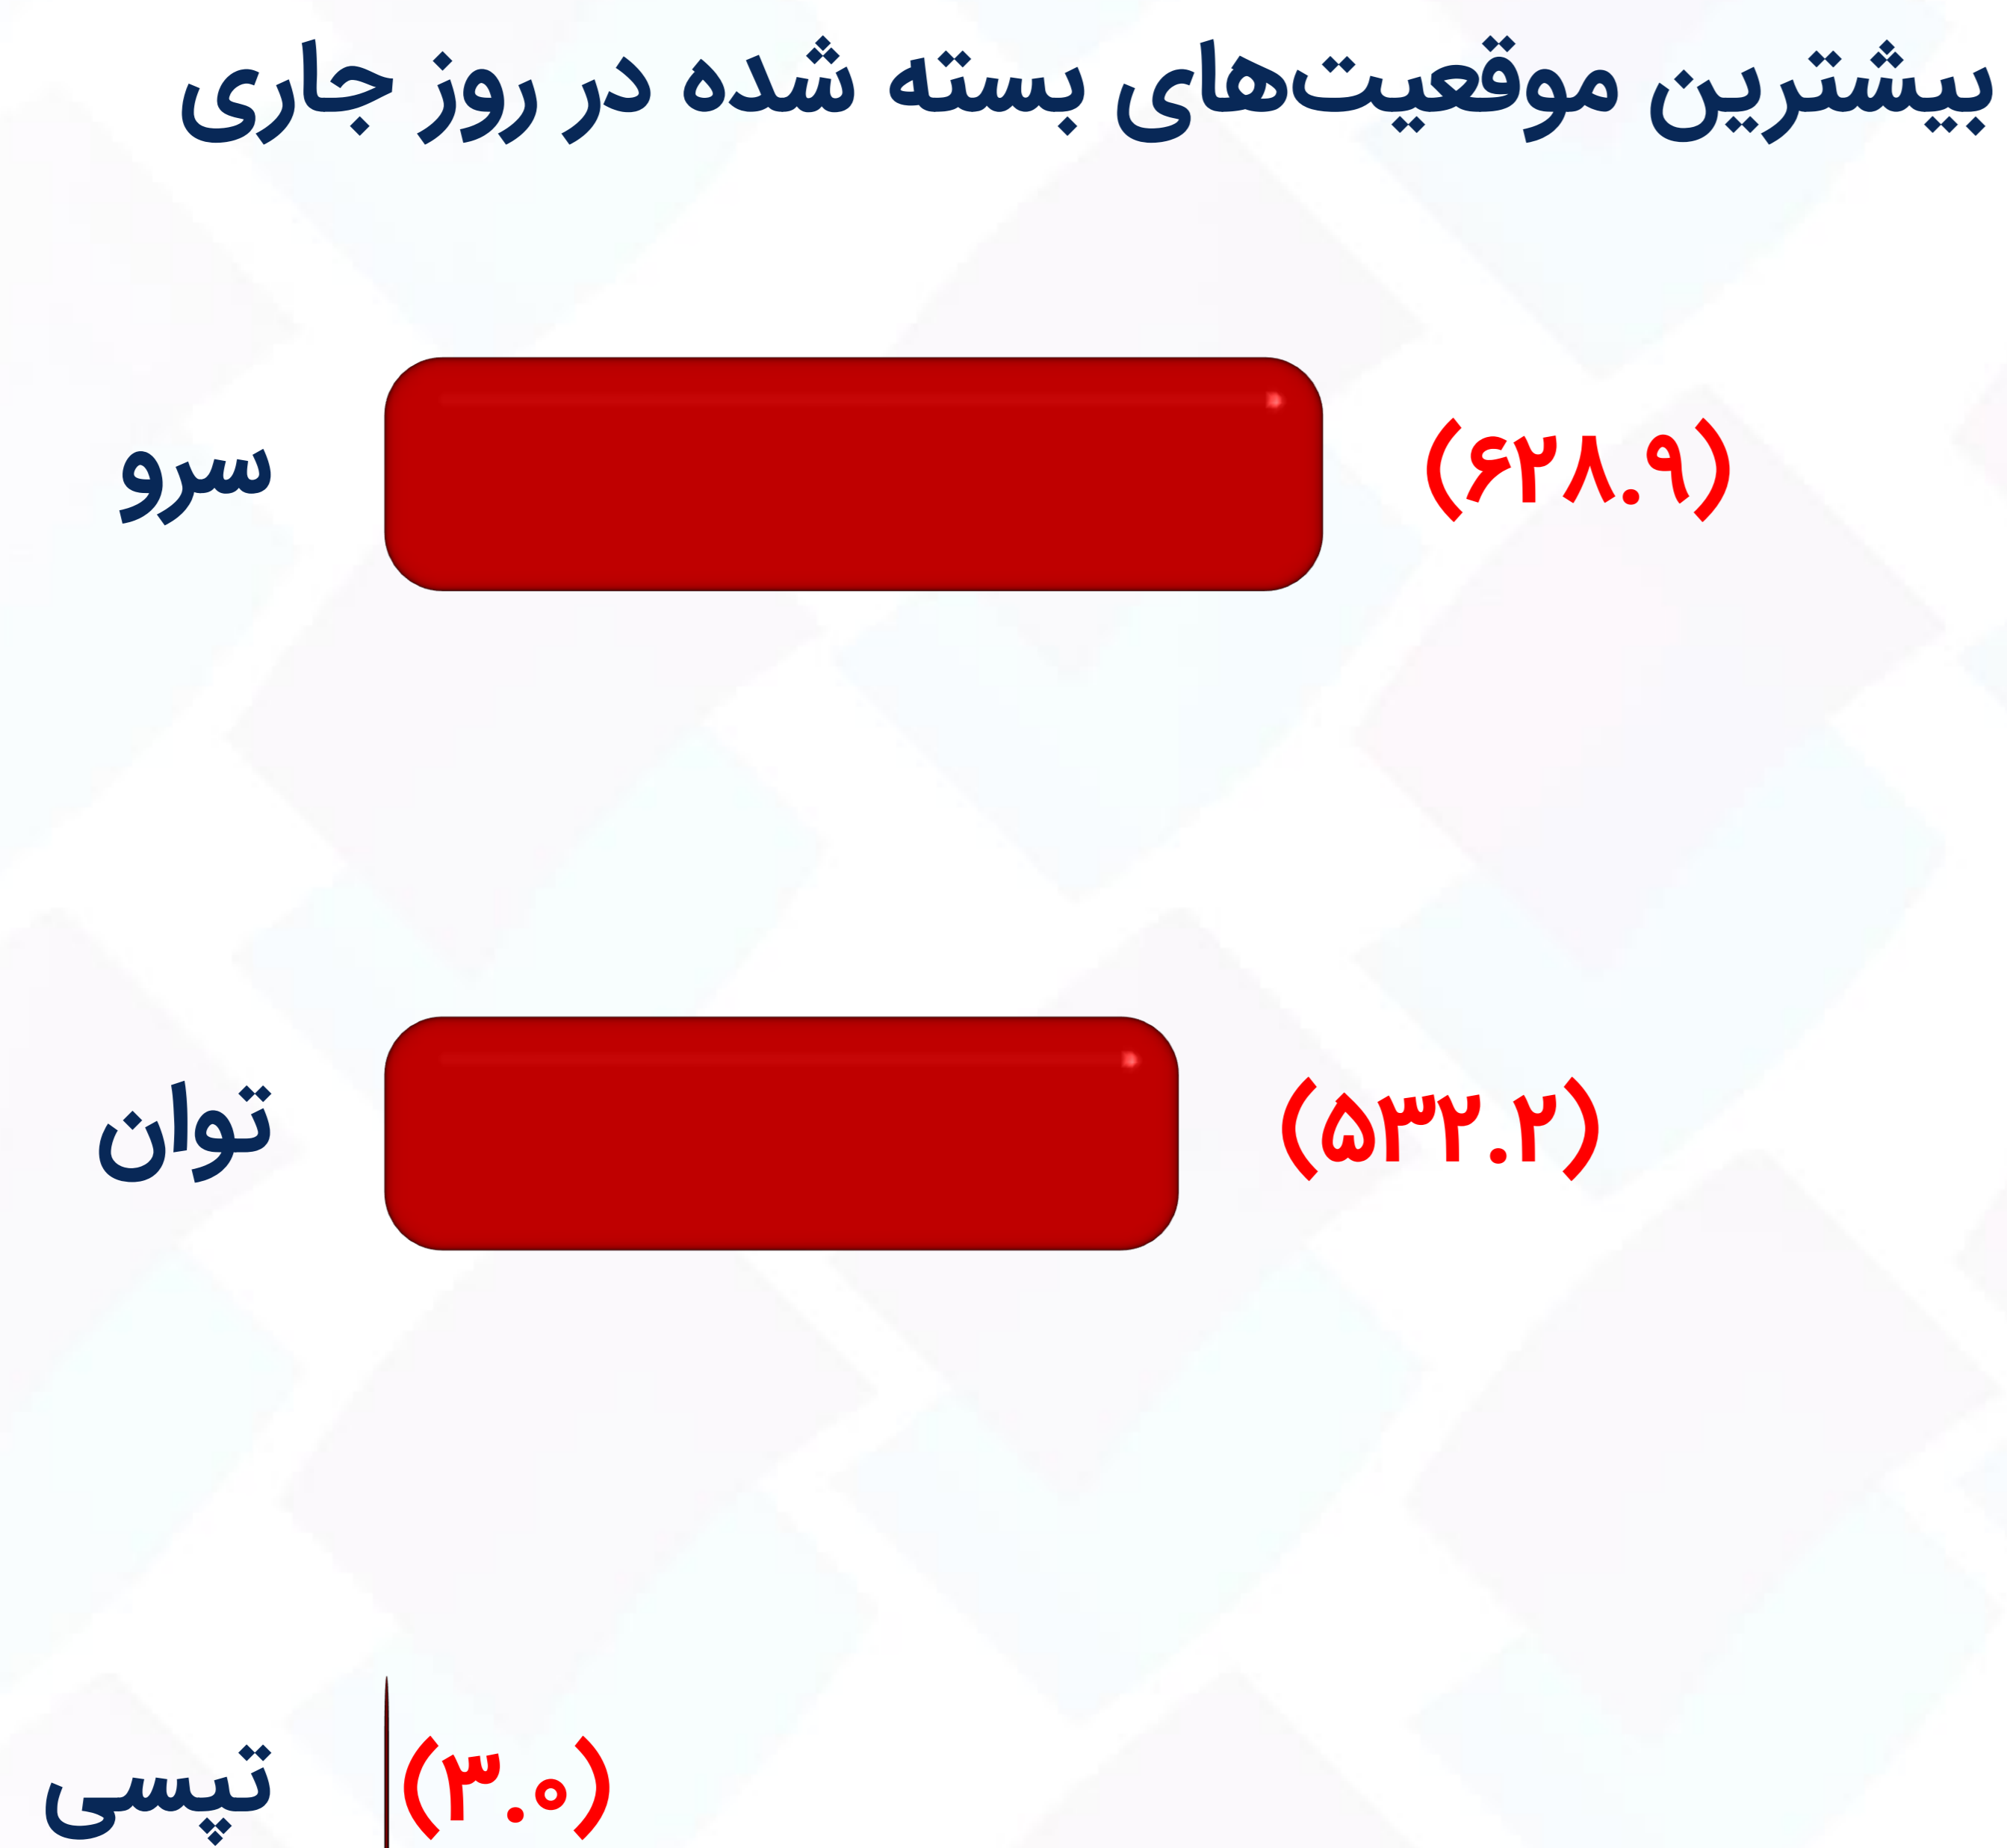 بیشترین موقعیت‌های بسته شده در روز جاری
سرو (۶۲۸.۹)
توان (۵۳۲.۲)
تپسی (۳.۰)